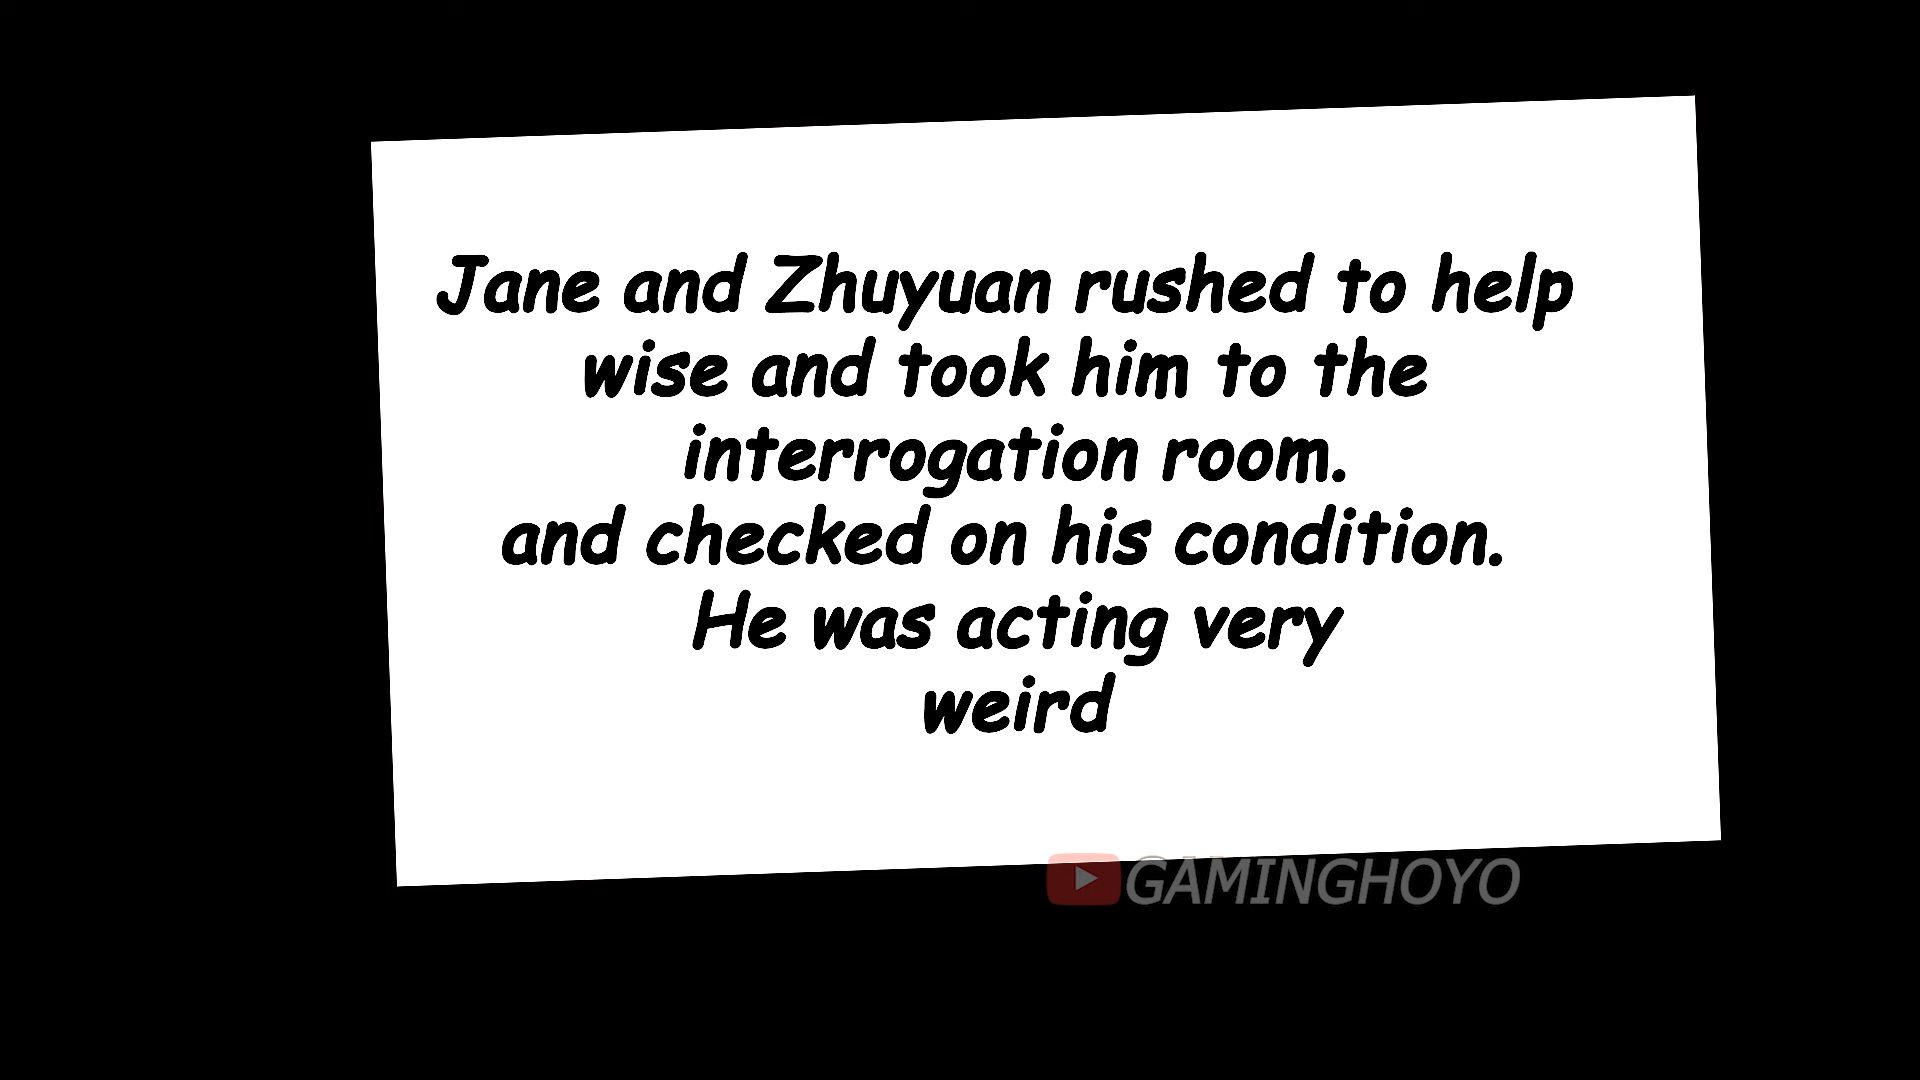 Jane and Zhuyuan rushed to help
wise and took him to the
interrogation room.
and checked on his condition.
He was acting very
weird
GAMINGHOYO